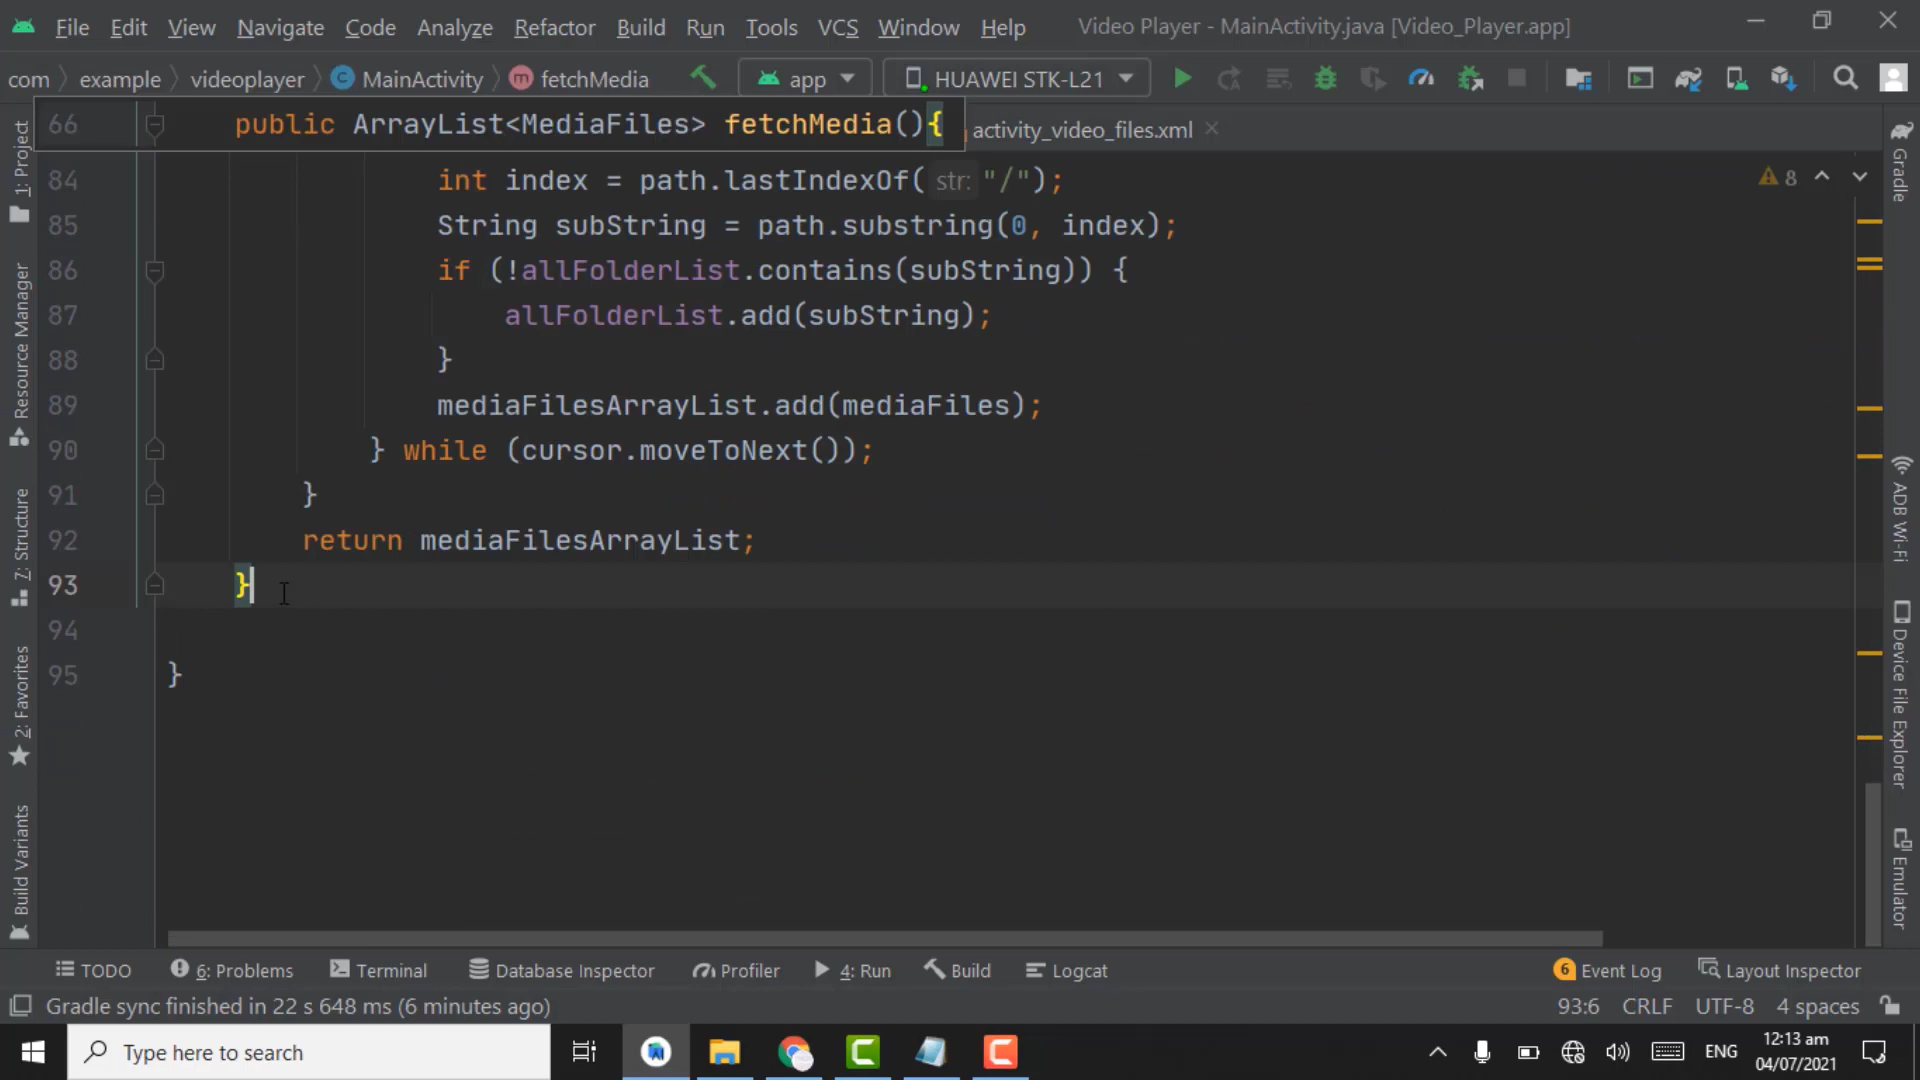 File Edit View Navigate Code Analyze Refactor Build Run Tools VCS Window Help Video Player - MainActivity.java [Video_Player.app]
com example videoplayer MainActivity fetchMedia app HUAWEI STK-L21
66 public ArrayList<MediaFiles> fetchMedia(){ activity_video_files.xml
84 int index = path.lastIndexOf( str: "/"); 8
85 String subString = path.substring(0, index);
86 if (!allFolderList.contains(subString)) {
87 allFolderList.add(subString);
88 }
89 mediaFilesArrayList.add(mediaFiles);
90 } while (cursor.moveToNext());
91 }
92 return mediaFilesArrayList;
93 }
94
95 }
1: Project
Resource Manager
7: Structure
2: Favorites
Build Variants
Gradle
ADB Wi-Fi
Device File Explorer
Emulator
TODO 6: Problems Terminal Database Inspector Profiler 4: Run Build Logcat 6 Event Log Layout Inspector
Gradle sync finished in 22 s 648 ms (6 minutes ago) 93:6 CRLF UTF-8 4 spaces
Type here to search ENG 12:13 am
04/07/2021